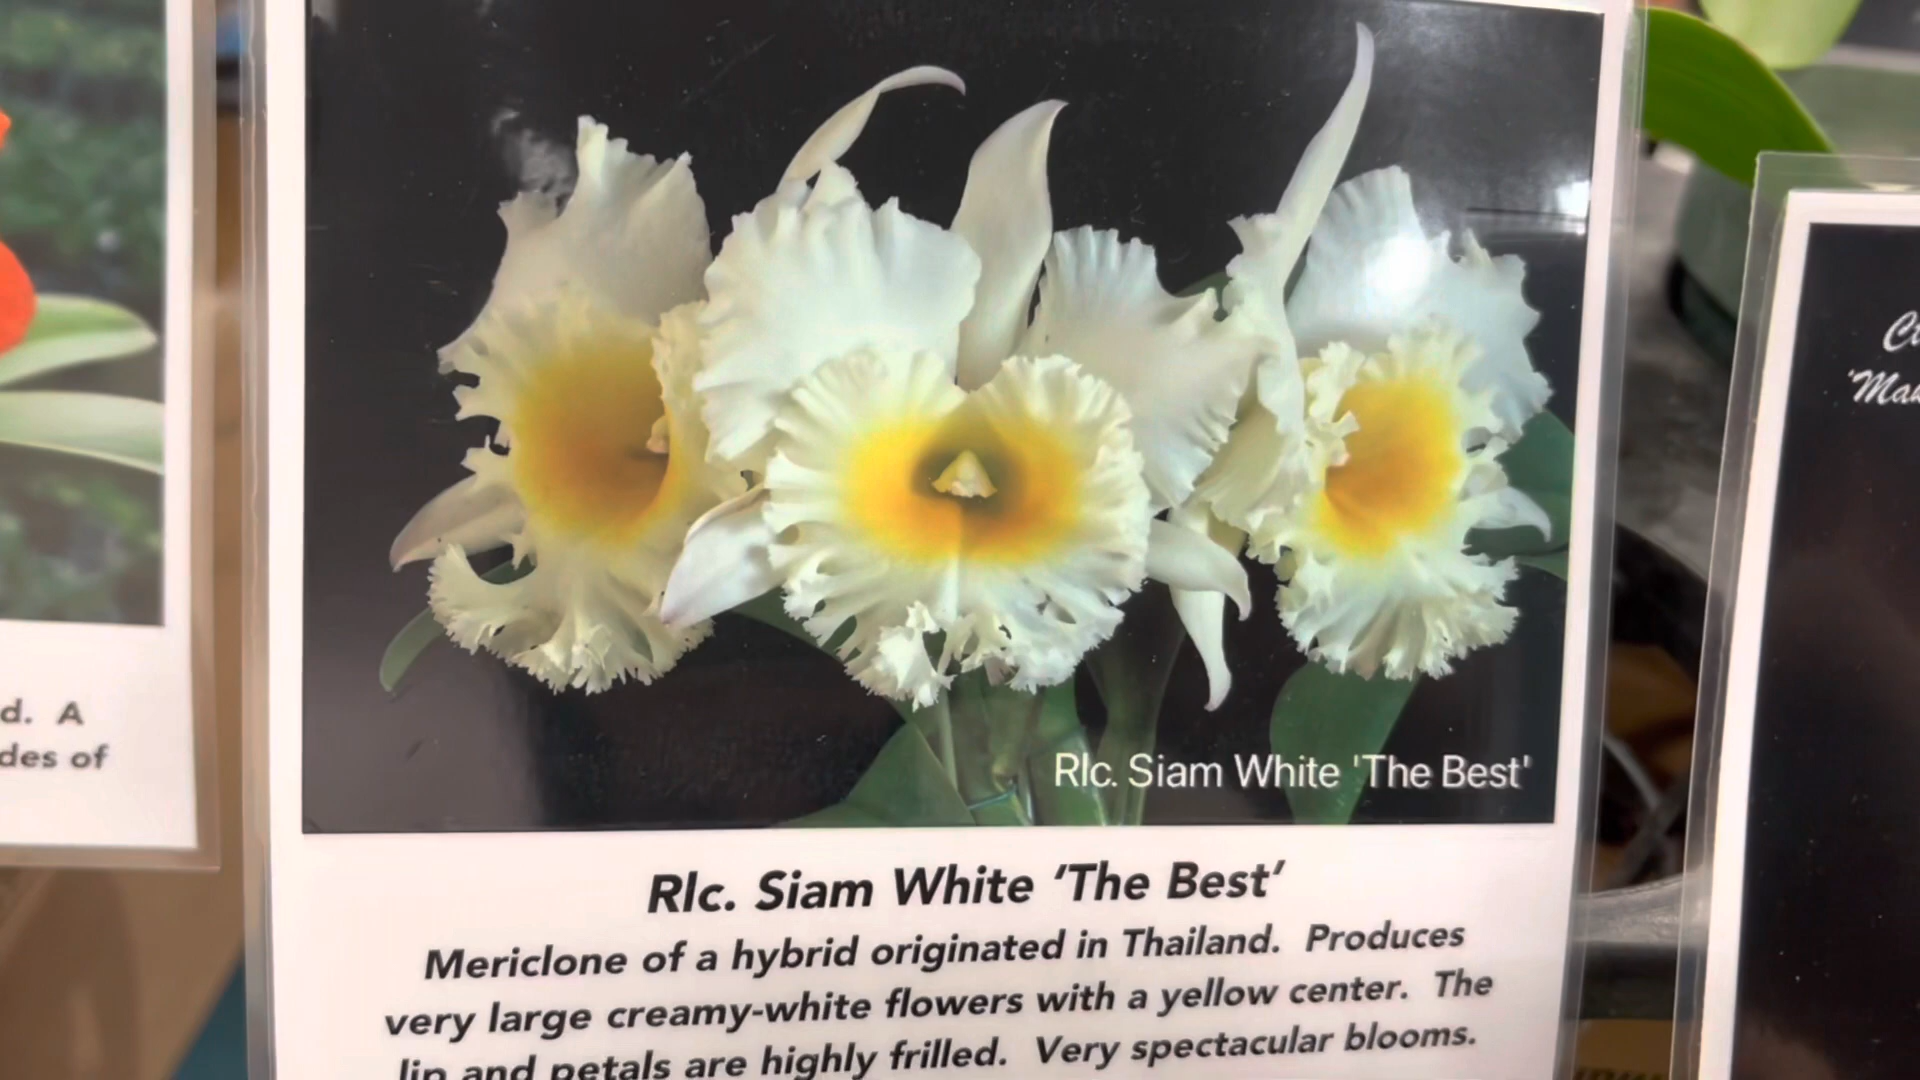 d. A
des of
Rlc. Siam White 'The Best'
Rlc. Siam White 'The Best'
Mericlone of a hybrid originated in Thailand. Produces
very large creamy-white flowers with a yellow center. The
lip and petals are highly frilled. Very spectacular blooms.